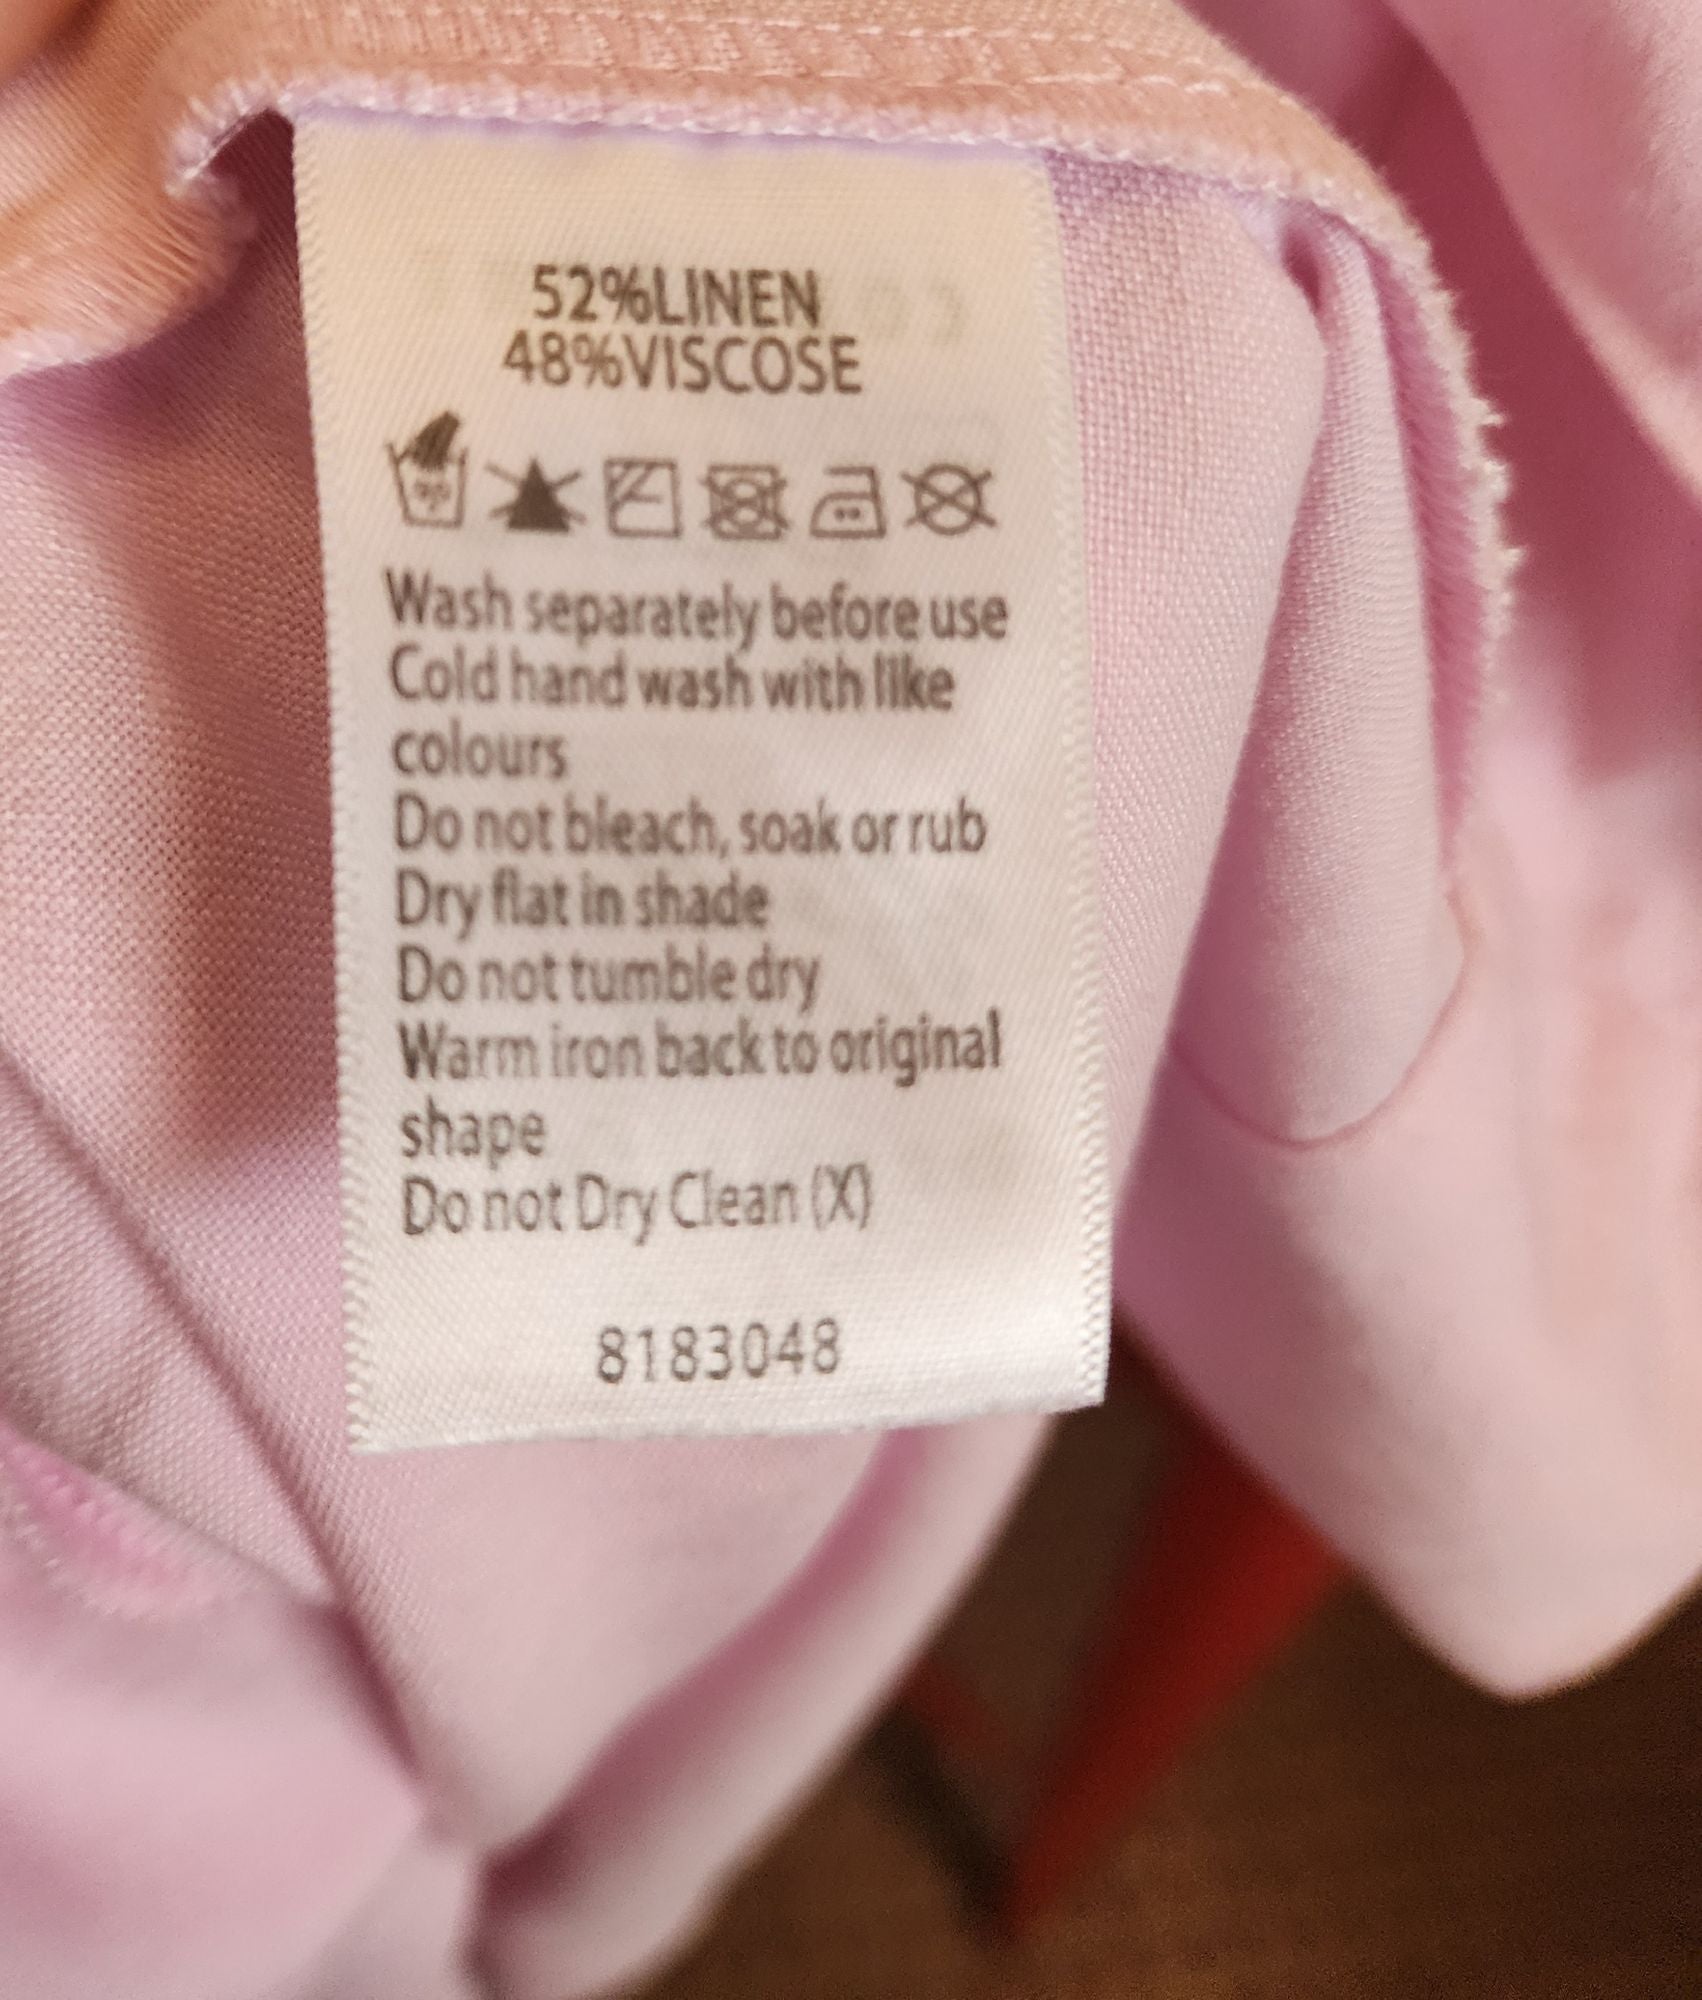 52%LINEN
48%VISCOSE
Wash separately before use
Cold hand wash with like
colours
Do not bleach, soak or rub
Dry flat in shade
Do not tumble dry
Warm iron back to original
shape
Do not Dry Clean (X)
8183048